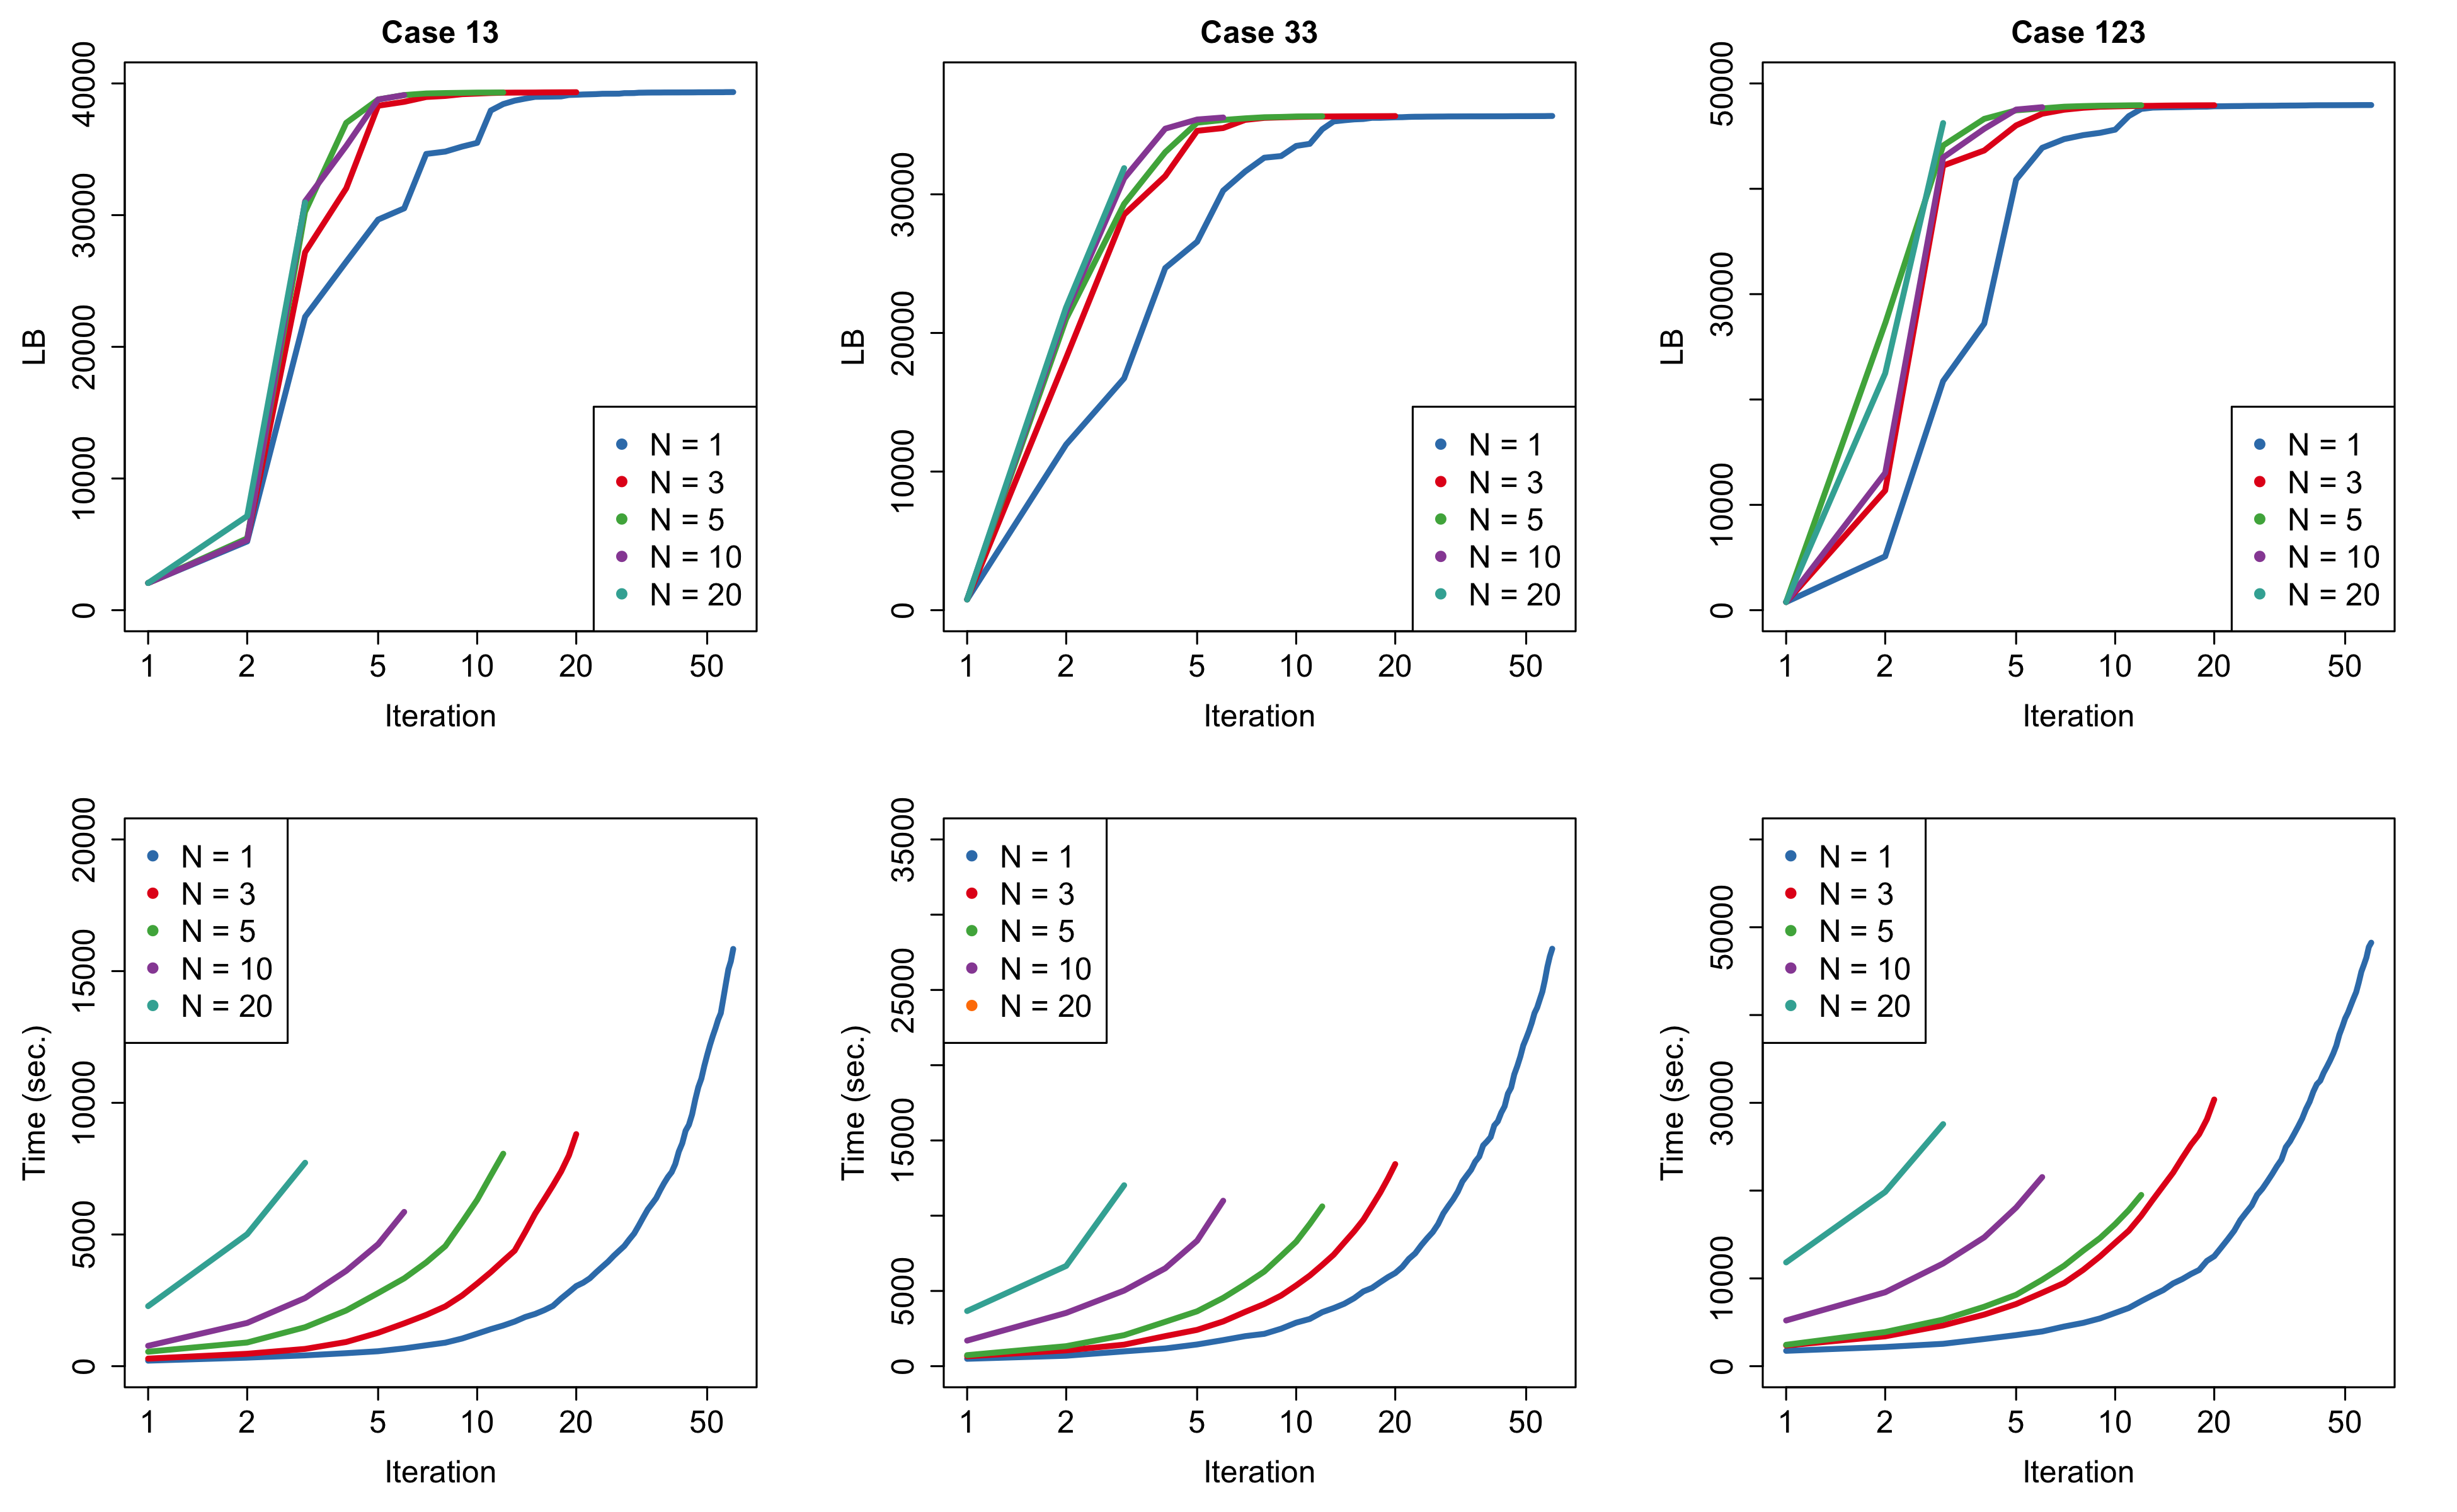 Case 13
LB
40000
30000
20000
10000
0
N = 1
N = 3
N = 5
N = 10
N = 20
1 2 5 10 20 50
Iteration
Case 33
LB
30000
20000
10000
0
N = 1
N = 3
N = 5
N = 10
N = 20
1 2 5 10 20 50
Iteration
Case 123
LB
50000
30000
10000
0
N = 1
N = 3
N = 5
N = 10
N = 20
1 2 5 10 20 50
Iteration
Time (sec.)
20000
15000
10000
5000
0
N = 1
N = 3
N = 5
N = 10
N = 20
1 2 5 10 20 50
Iteration
Time (sec.)
35000
25000
15000
5000
0
N = 1
N = 3
N = 5
N = 10
N = 20
1 2 5 10 20 50
Iteration
Time (sec.)
50000
30000
10000
0
N = 1
N = 3
N = 5
N = 10
N = 20
1 2 5 10 20 50
Iteration